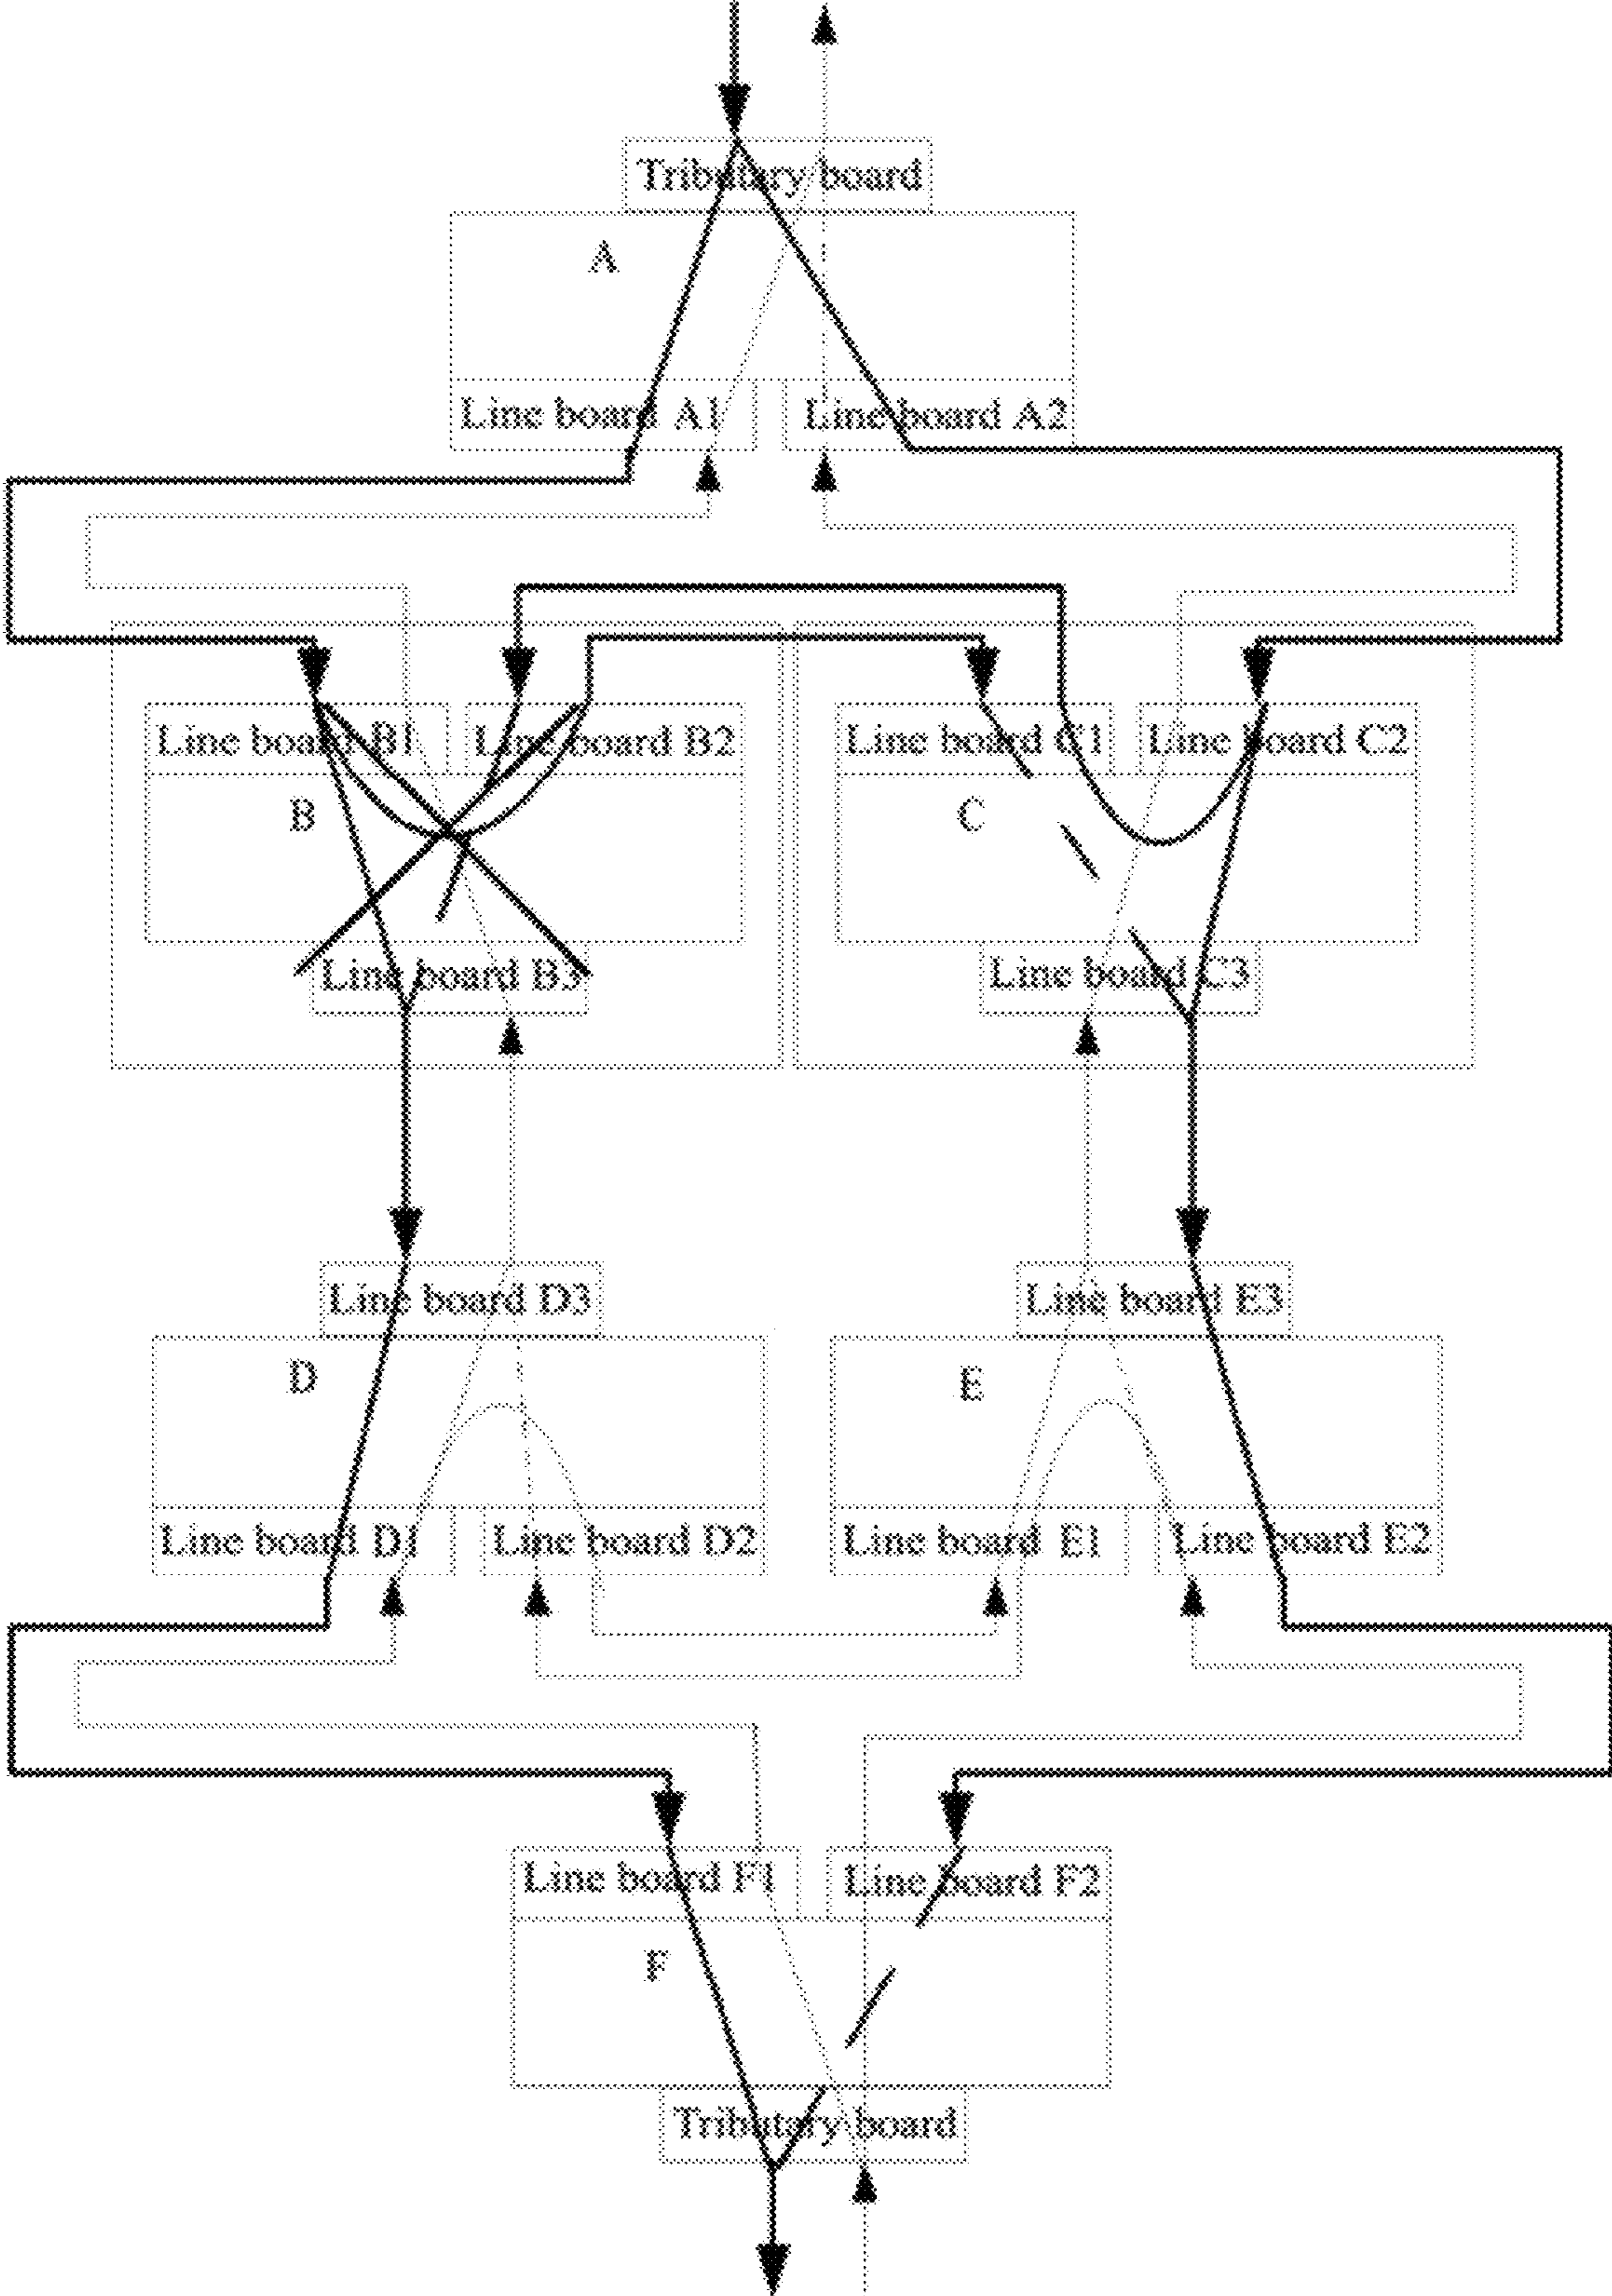 Tributary board
A
Line board A1 Line board A2
Line board B1 Line board B2 Line board C1 Line board C2
B C
Line board B3 Line board C3
Line board D3 Line board E3
D E
Line board D1 Line board D2 Line board E1 Line board E2
Line board F1 Line board F2
F
Tributary board